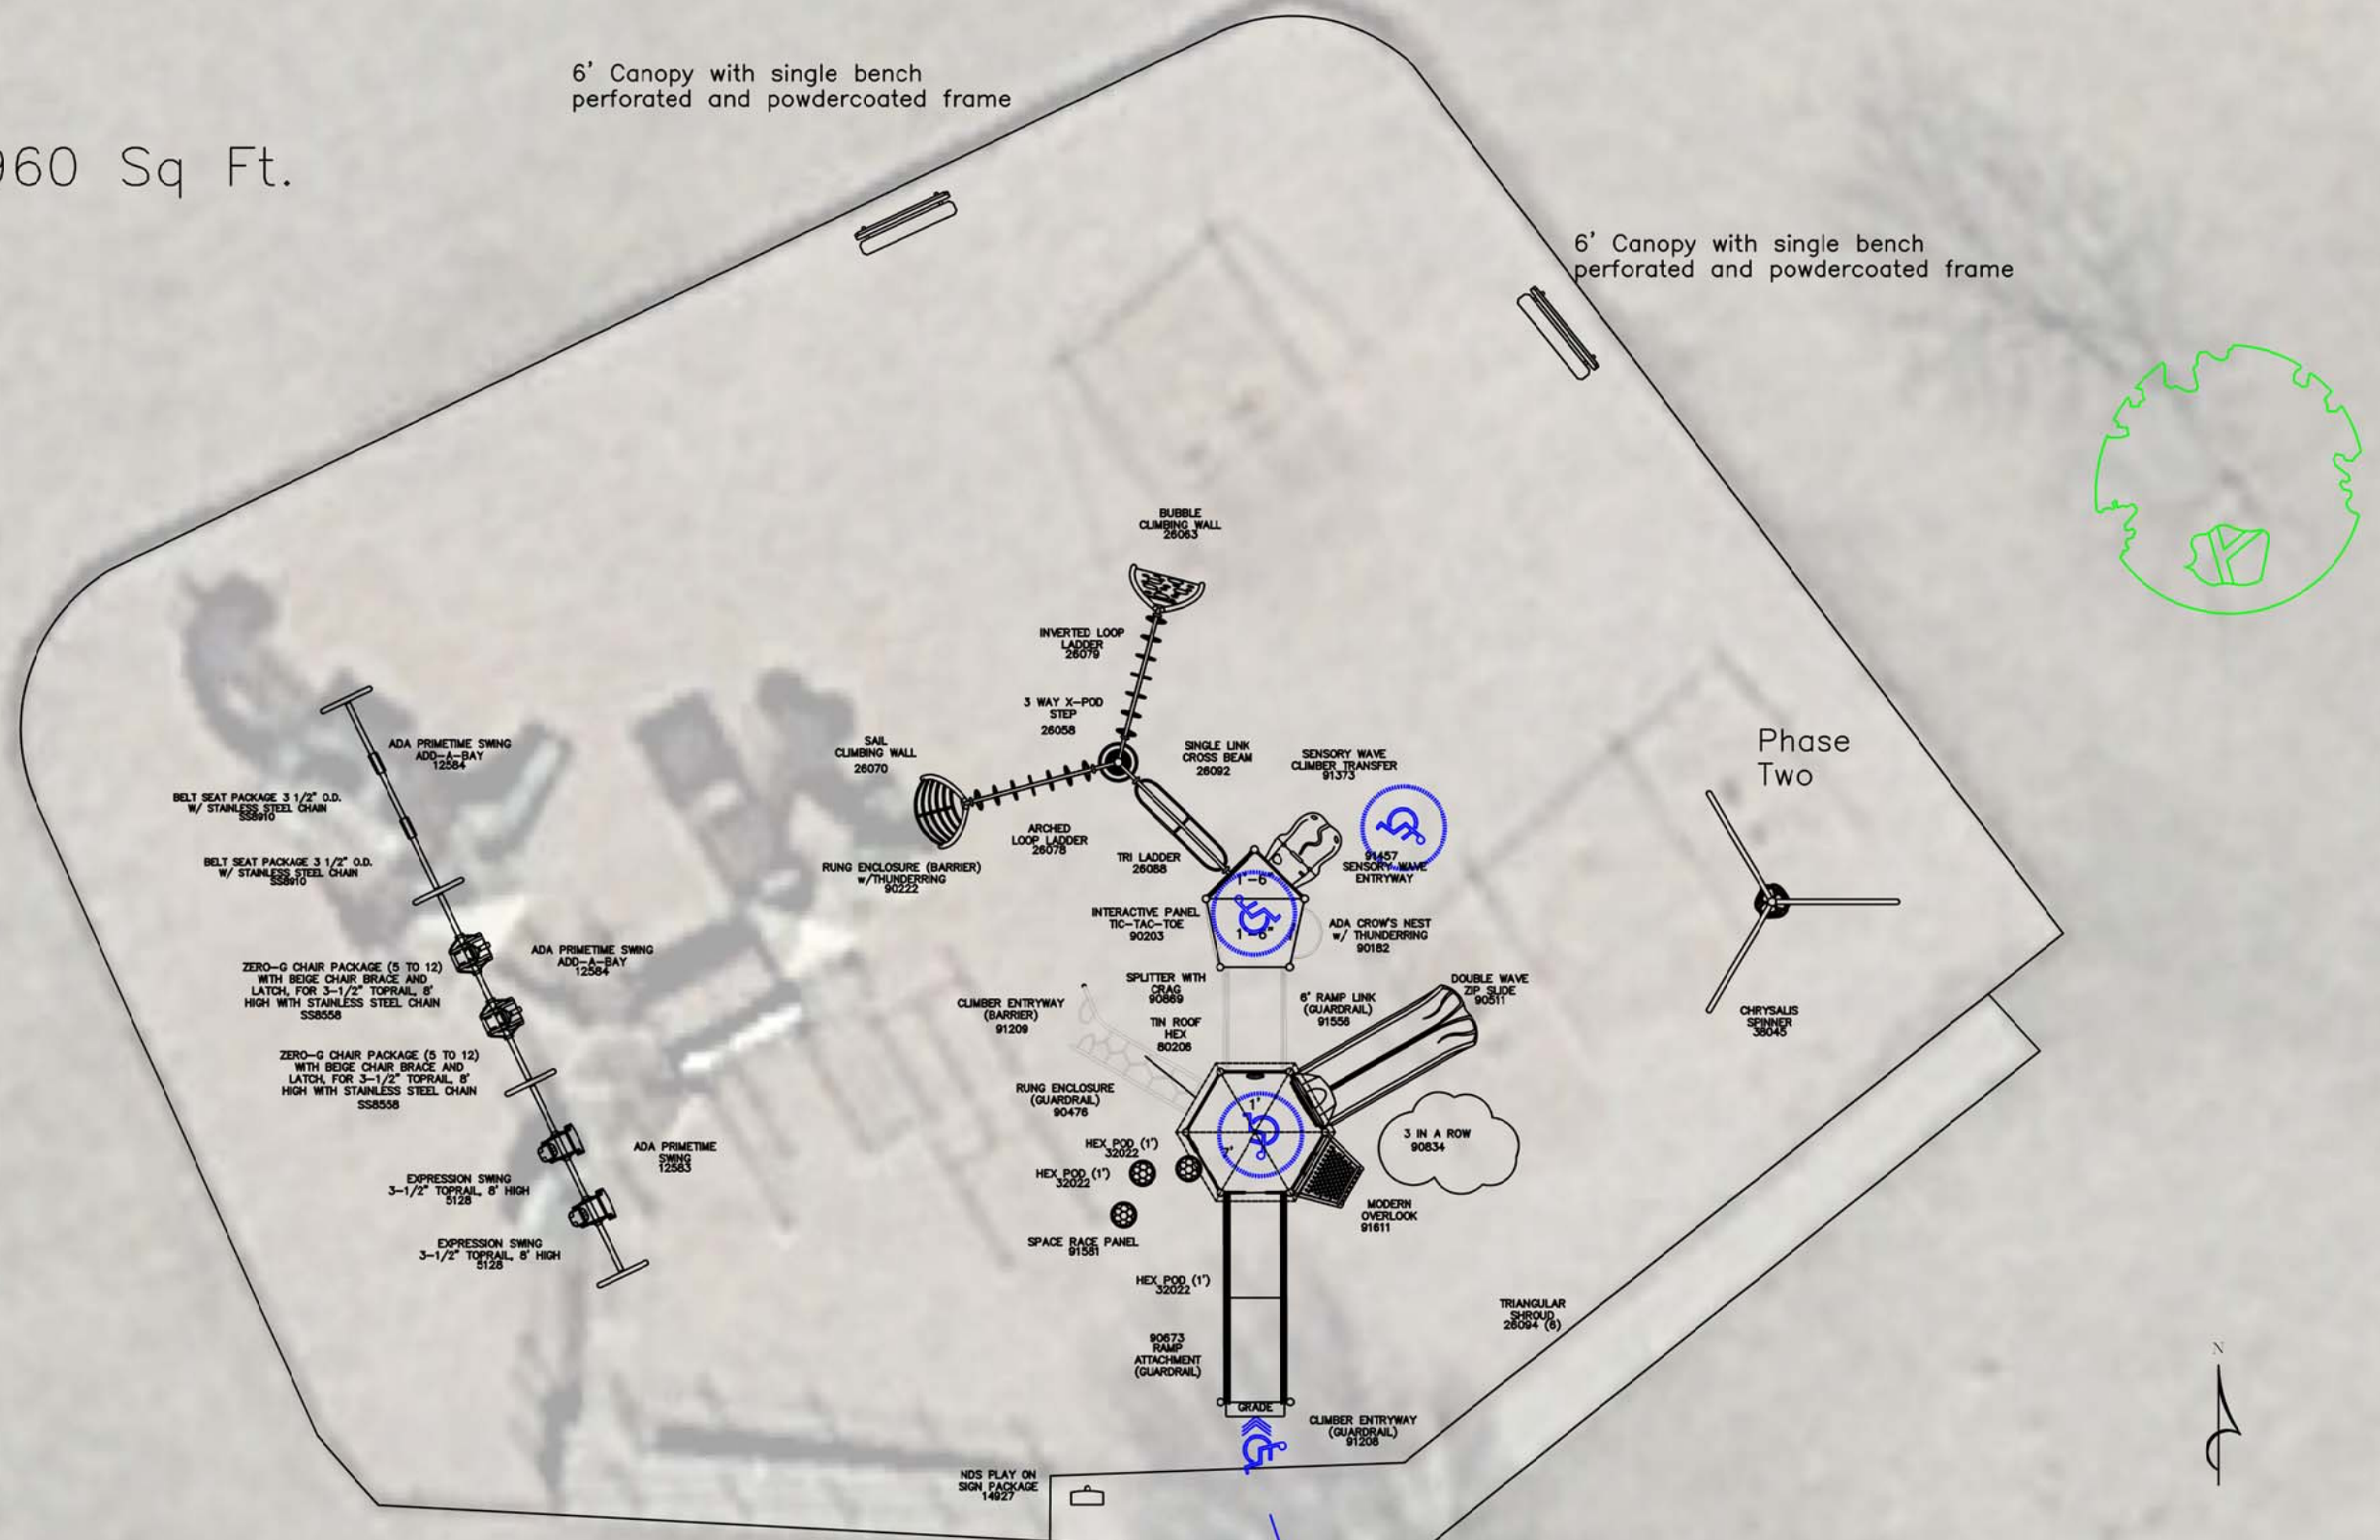 6' Canopy with single bench
perforated and powdercoated frame
960 Sq Ft.
6' Canopy with single bench
perforated and powdercoated frame
BUBBLE
CLIMBING WALL
26063
INVERTED LOOP
LADDER
26079
3 WAY X-POD
STEP
26058
SAIL
CLIMBING WALL
26070
SINGLE LINK
CROSS BEAM
26092
SENSORY WAVE
CLIMBER TRANSFER
91373
Phase
Two
ADA PRIMETIME SWING
ADD-A-BAY
12584
BELT SEAT PACKAGE 3 1/2" O.D.
W/ STAINLESS STEEL CHAIN
SS8910
BELT SEAT PACKAGE 3 1/2" O.D.
W/ STAINLESS STEEL CHAIN
SS8910
ARCHED
LOOP LADDER
26078
TRI LADDER
26088
RUNG ENCLOSURE (BARRIER)
w/THUNDERRING
90222
91457
SENSORY WAVE
ENTRYWAY
1'-6"
1'-6"
INTERACTIVE PANEL
TIC-TAC-TOE
90203
ADA CROW'S NEST
w/ THUNDERRING
90182
ADA PRIMETIME SWING
ADD-A-BAY
12584
ZERO-G CHAIR PACKAGE (5 TO 12)
WITH BEIGE CHAIR BRACE AND
LATCH, FOR 3-1/2" TOPRAIL, 8'
HIGH WITH STAINLESS STEEL CHAIN
SS8558
SPLITTER WITH
CRAG
90869
CLIMBER ENTRYWAY
(BARRIER)
91209
TIN ROOF
HEX
80206
6' RAMP LINK
(GUARDRAIL)
91556
DOUBLE WAVE
ZIP SLIDE
90511
CHRYSALIS
SPINNER
38045
ZERO-G CHAIR PACKAGE (5 TO 12)
WITH BEIGE CHAIR BRACE AND
LATCH, FOR 3-1/2" TOPRAIL, 8'
HIGH WITH STAINLESS STEEL CHAIN
SS8558
RUNG ENCLOSURE
(GUARDRAIL)
90476
1'
3 IN A ROW
90834
HEX POD (1')
32022
HEX POD (1')
32022
ADA PRIMETIME
SWING
12583
EXPRESSION SWING
3-1/2" TOPRAIL, 8' HIGH
5128
MODERN
OVERLOOK
91611
SPACE RACE PANEL
91581
EXPRESSION SWING
3-1/2" TOPRAIL, 8' HIGH
5128
HEX POD (1')
32022
TRIANGULAR
SHROUD
26094 (6)
90673
RAMP
ATTACHMENT
(GUARDRAIL)
GRADE
CLIMBER ENTRYWAY
(GUARDRAIL)
91208
NDS PLAY ON
SIGN PACKAGE
14927
N